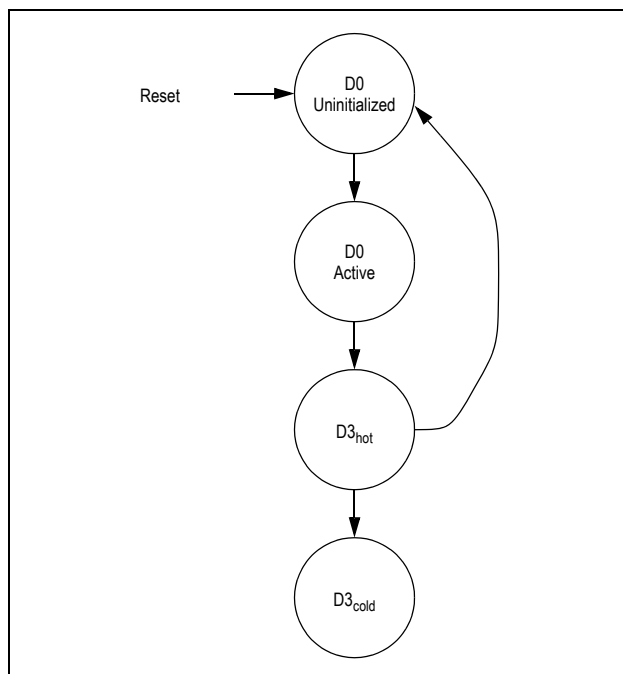 Reset
D0
Uninitialized
D0
Active
D3hot
D3cold